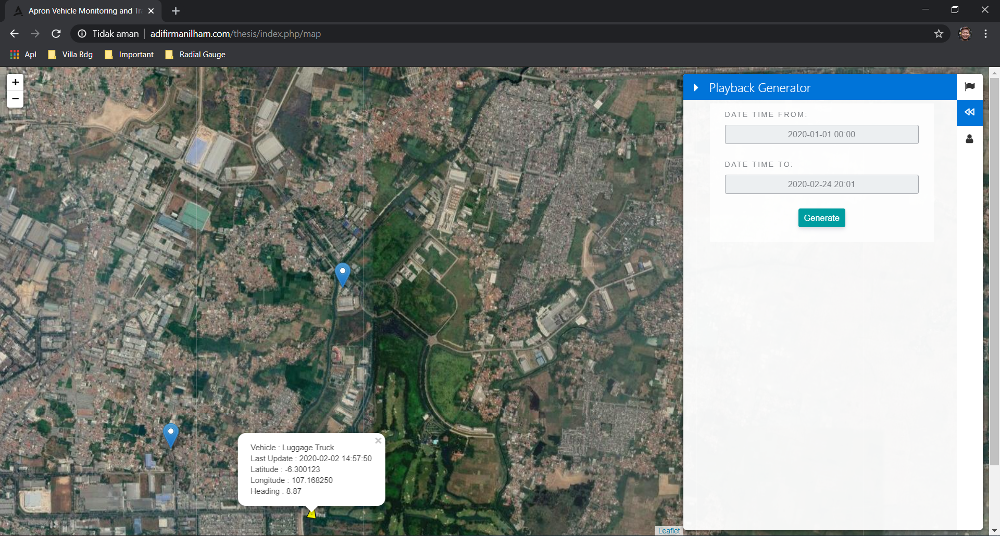 Apron Vehicle Monitoring and Tra
Tidak aman | adifirmanilham.com/thesis/index.php/map
Apl
Villa Bdg
Important
Radial Gauge
+
−
Playback Generator
DATE TIME FROM:
2020-01-01 00:00
DATE TIME TO:
2020-02-24 20:01
Generate
Vehicle : Luggage Truck
Last Update : 2020-02-02 14:57:50
Latitude : -6.300123
Longitude : 107.168250
Heading : 8.87
Leaflet